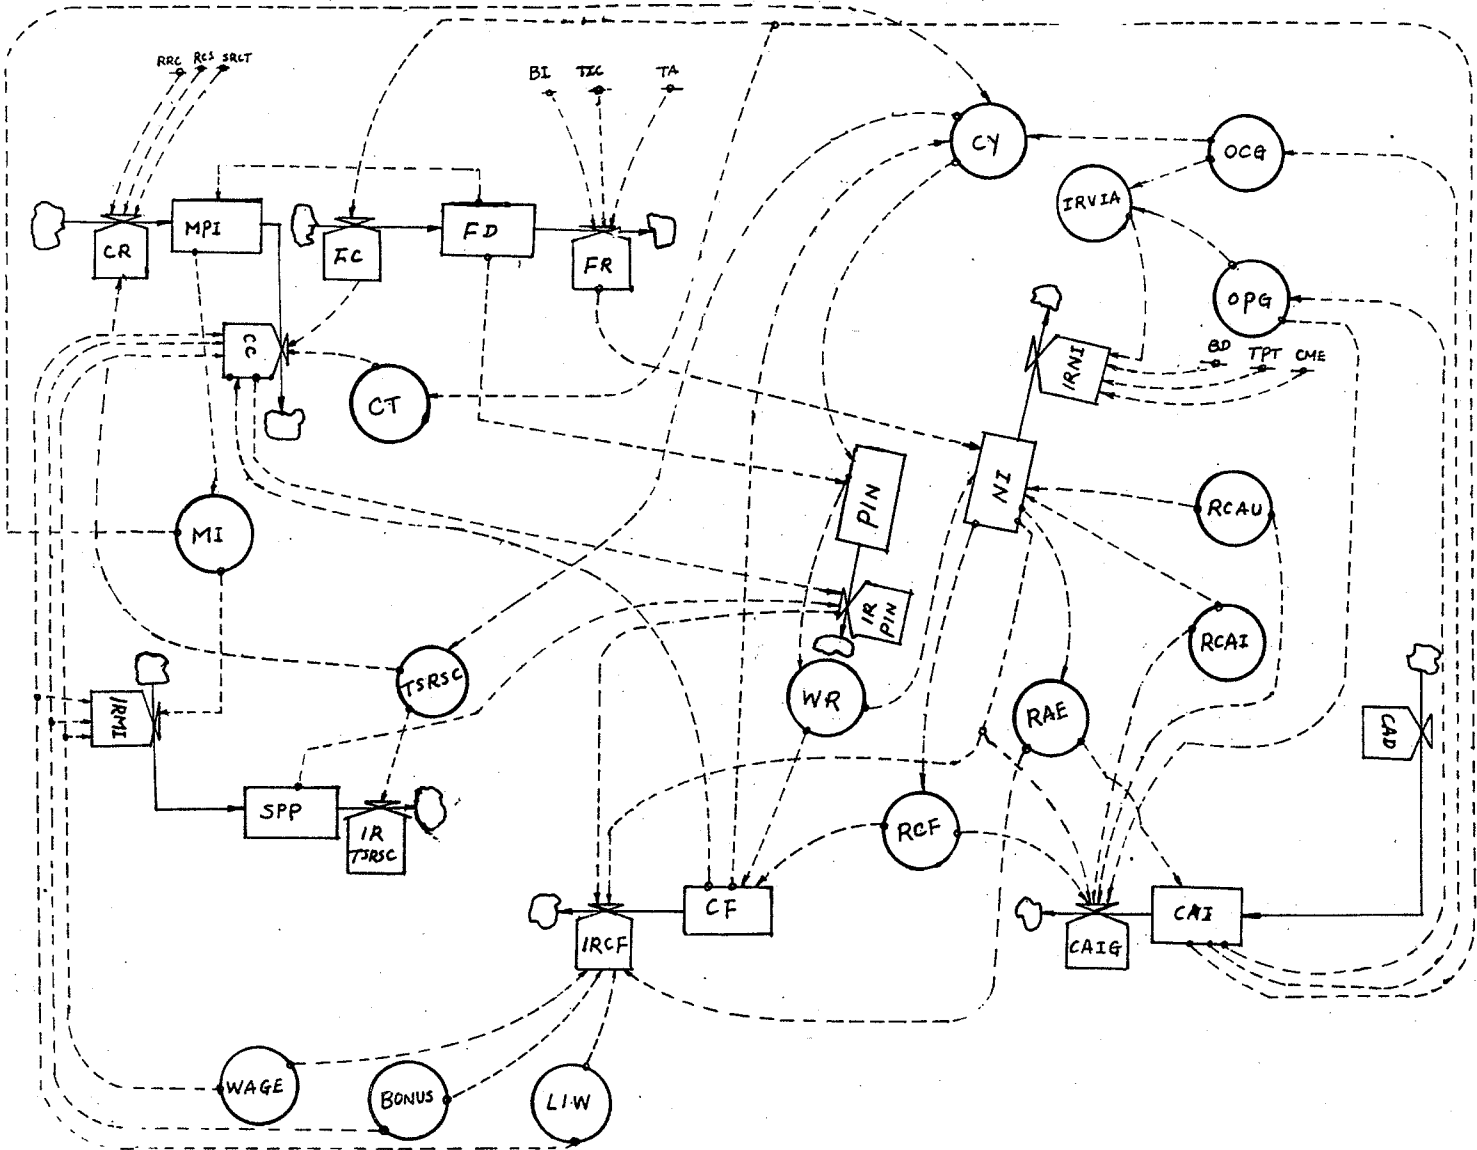 RRC RCS SRCT
BI TIC TA
CY
OCG
IRVIA
MPI
FD
CR
FC
FR
OPG
CC
BD TPT CME
IRNI
CT
NI
PIN
RCAU
MI
IR
PIN
RCAI
TSRSC
WR
RAE
IRMI
CAD
SPP
IR
TSRSC
RCF
CF
CAI
IRCF
CAIG
WAGE
BONUS
LIW